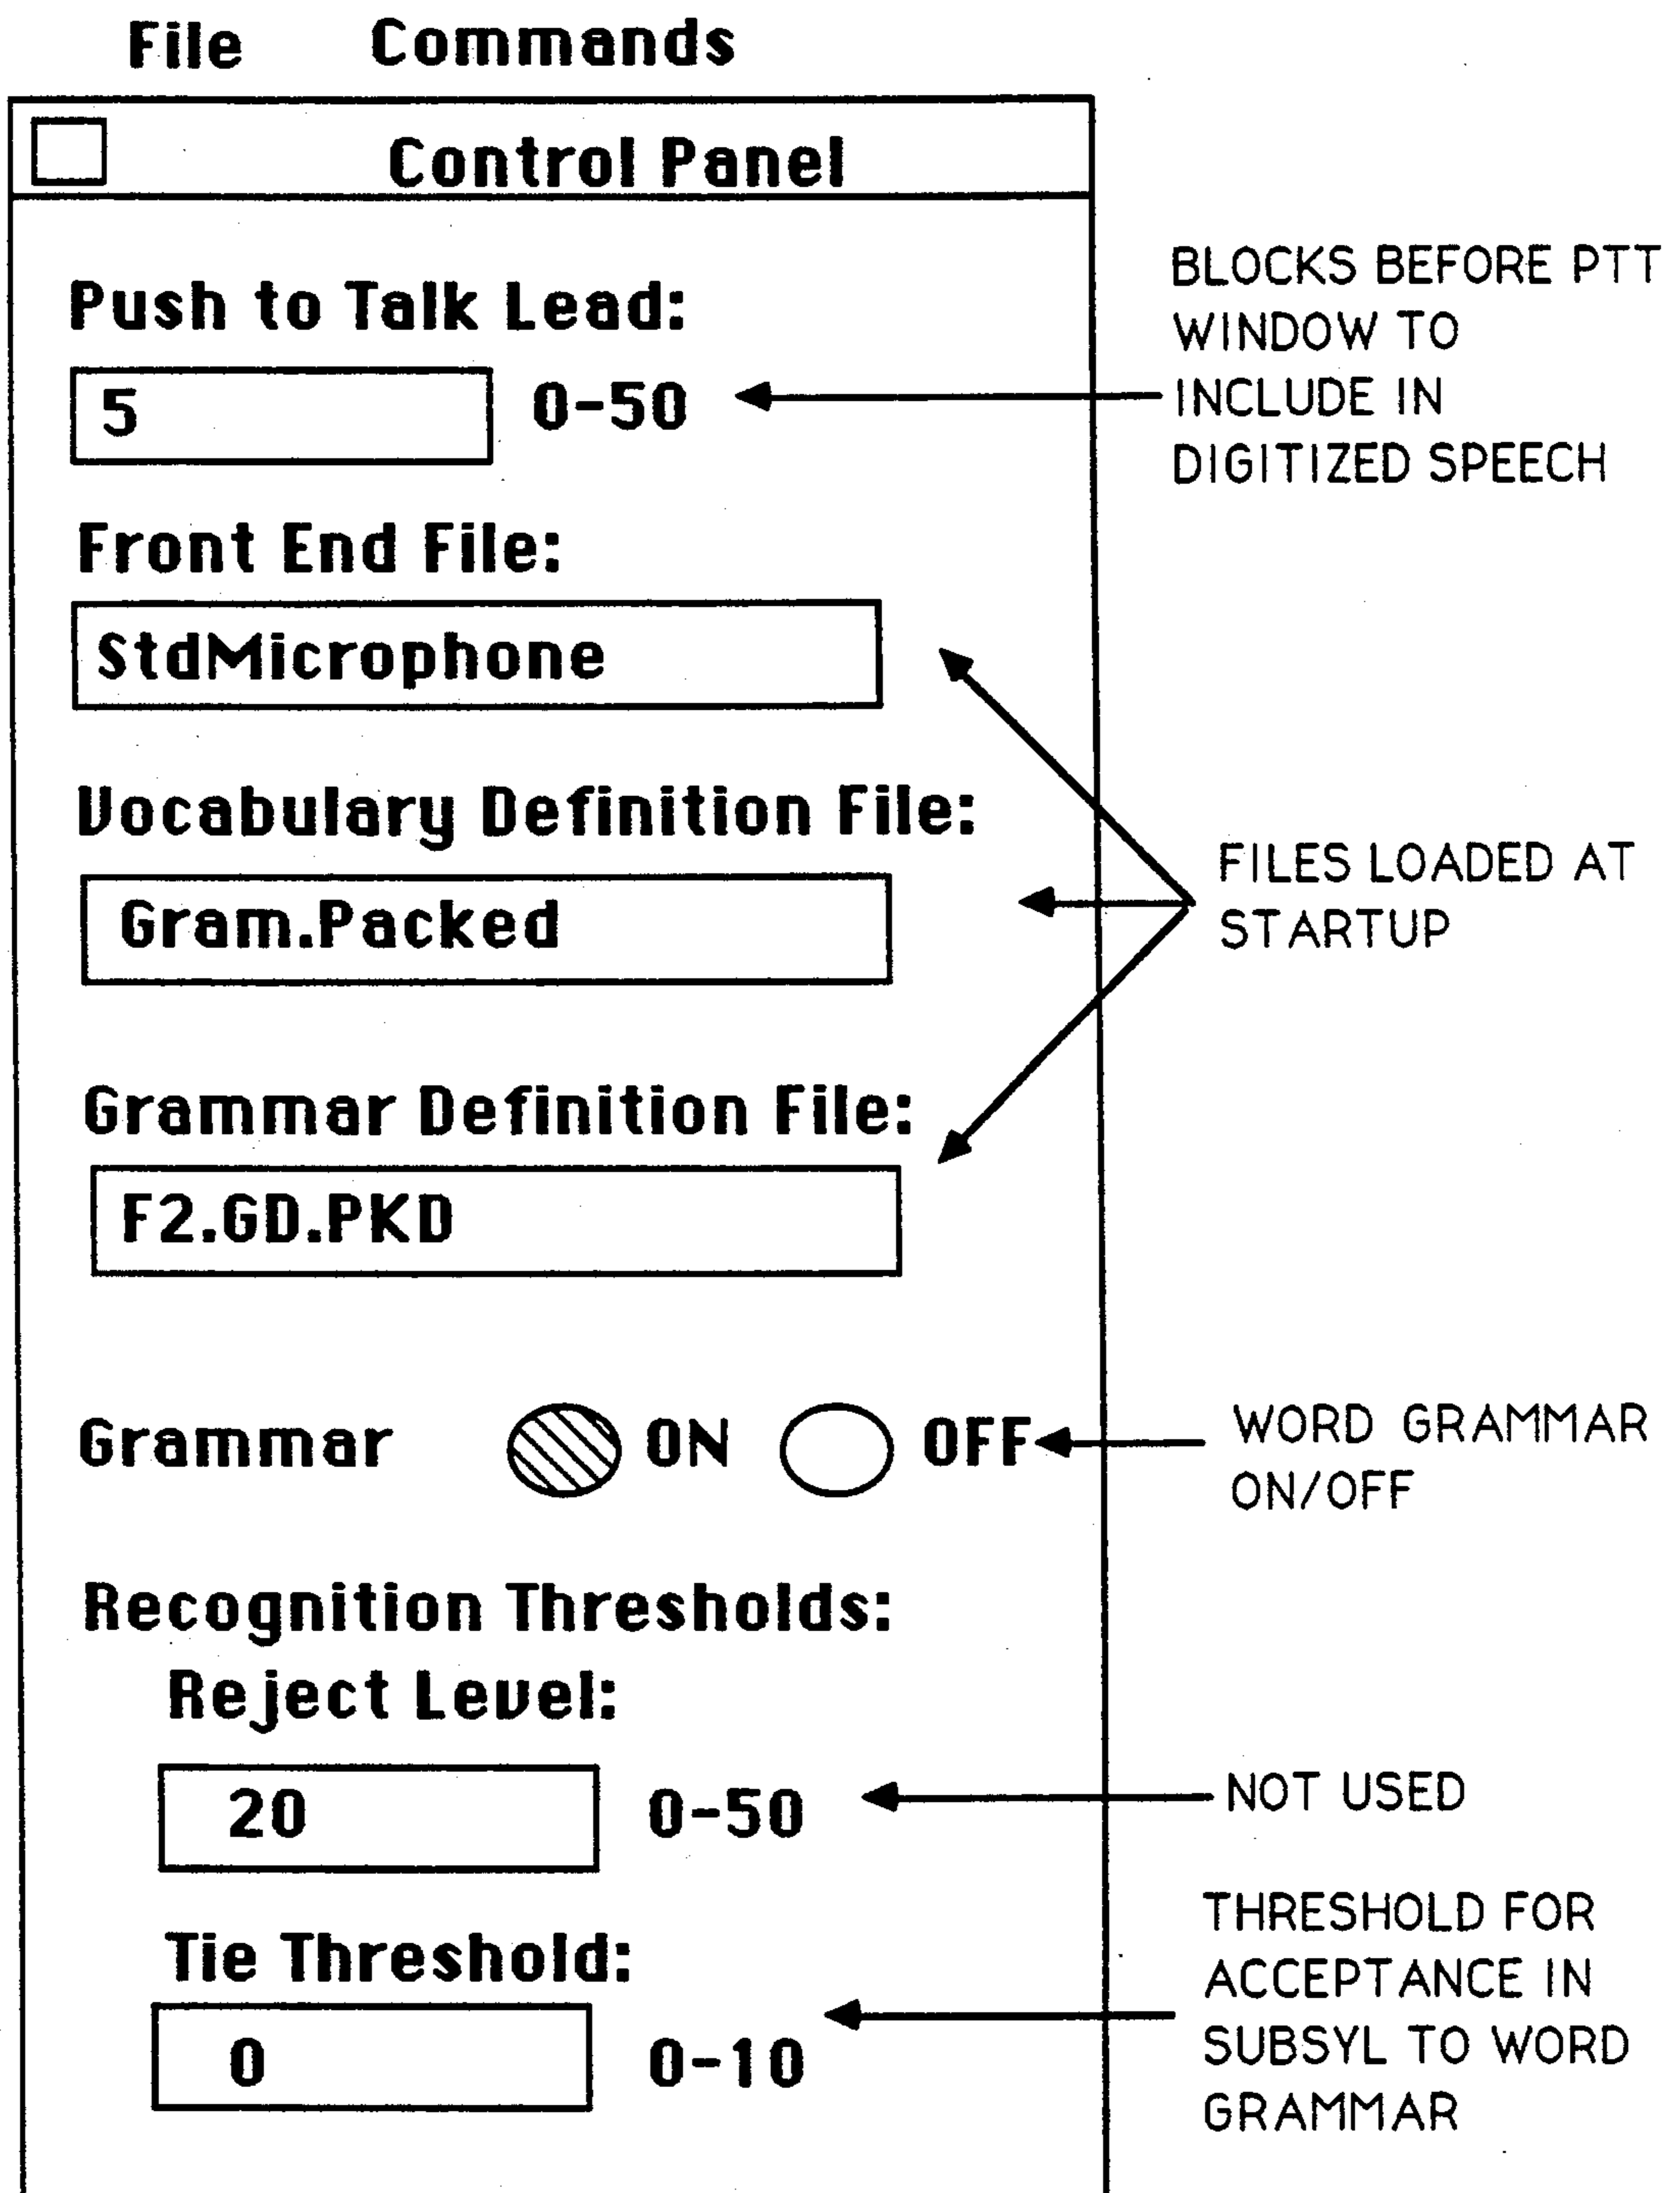 File Commands
Control Panel
Push to Talk Lead:
5 0-50
BLOCKS BEFORE PTT
WINDOW TO
INCLUDE IN
DIGITIZED SPEECH
Front End File:
StdMicrophone
Vocabulary Definition File:
Gram.Packed
FILES LOADED AT
STARTUP
Grammar Definition File:
F2.GD.PKD
Grammar ON OFF
WORD GRAMMAR
ON/OFF
Recognition Thresholds:
Reject Level:
20 0-50
NOT USED
Tie Threshold:
0 0-10
THRESHOLD FOR
ACCEPTANCE IN
SUBSYL TO WORD
GRAMMAR